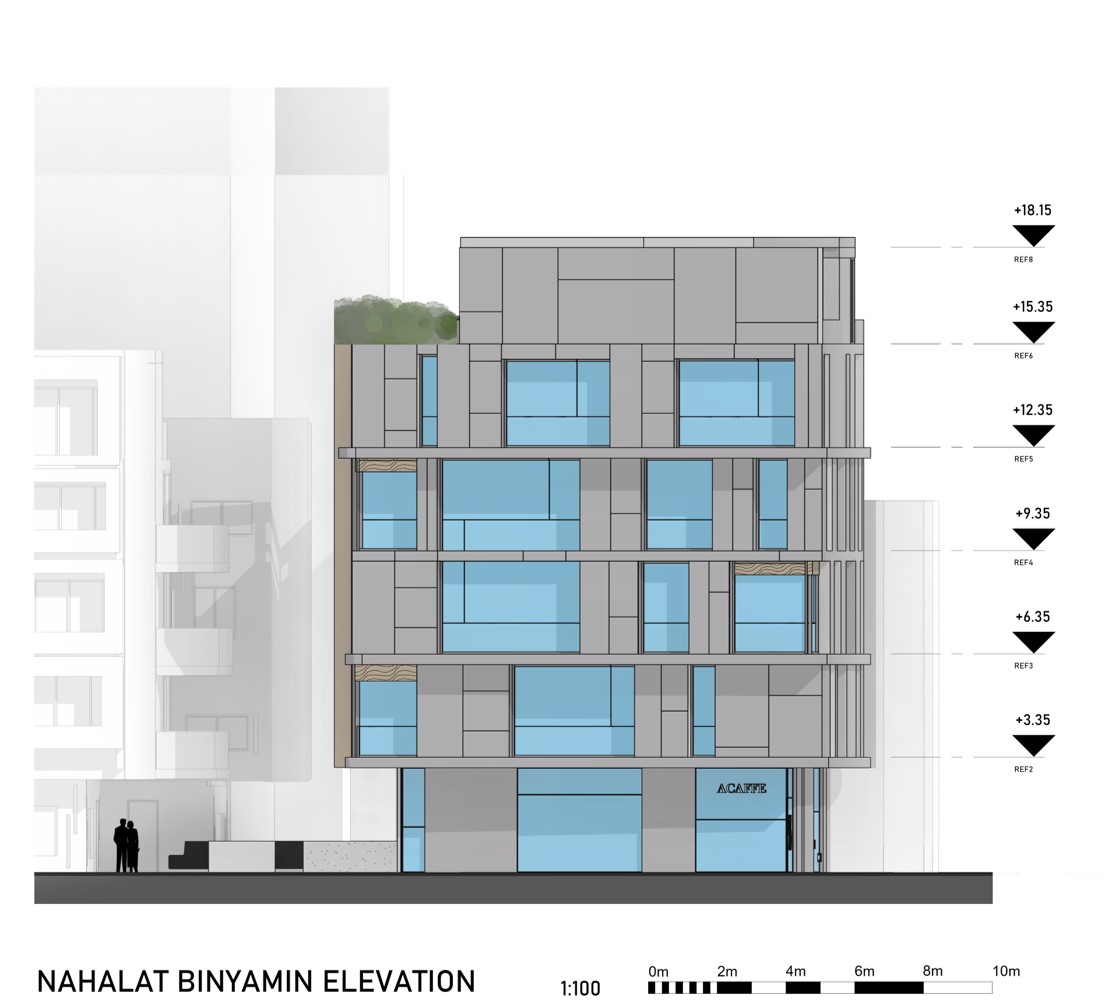 +18.15
REF8
+15.35
REF6
+12.35
REF5
+9.35
REF4
+6.35
REF3
+3.35
REF2
ACAFFE
NAHALAT BINYAMIN ELEVATION
1:100
0m 2m 4m 6m 8m 10m